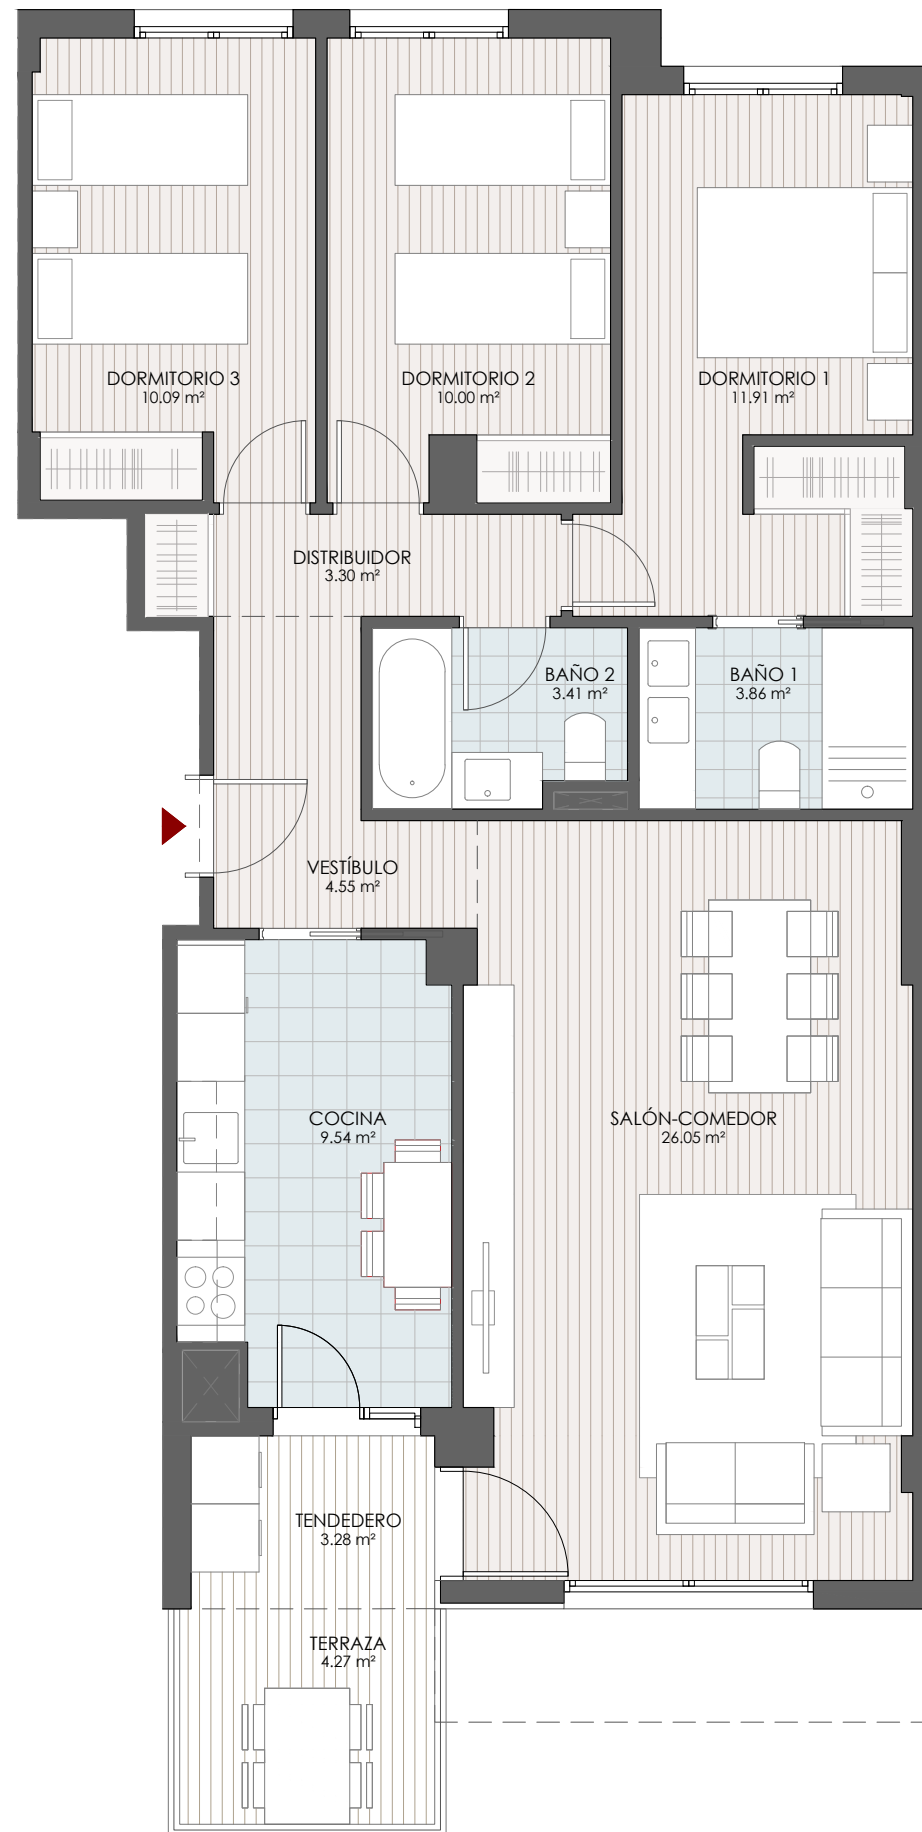 DORMITORIO 3
10.09 m²
DORMITORIO 2
10.00 m²
DORMITORIO 1
11.91 m²
DISTRIBUIDOR
3.30 m²
BAÑO 2
3.41 m²
BAÑO 1
3.86 m²
VESTÍBULO
4.55 m²
COCINA
9.54 m²
SALÓN-COMEDOR
26.05 m²
TENDEDERO
3.28 m²
TERRAZA
4.27 m²